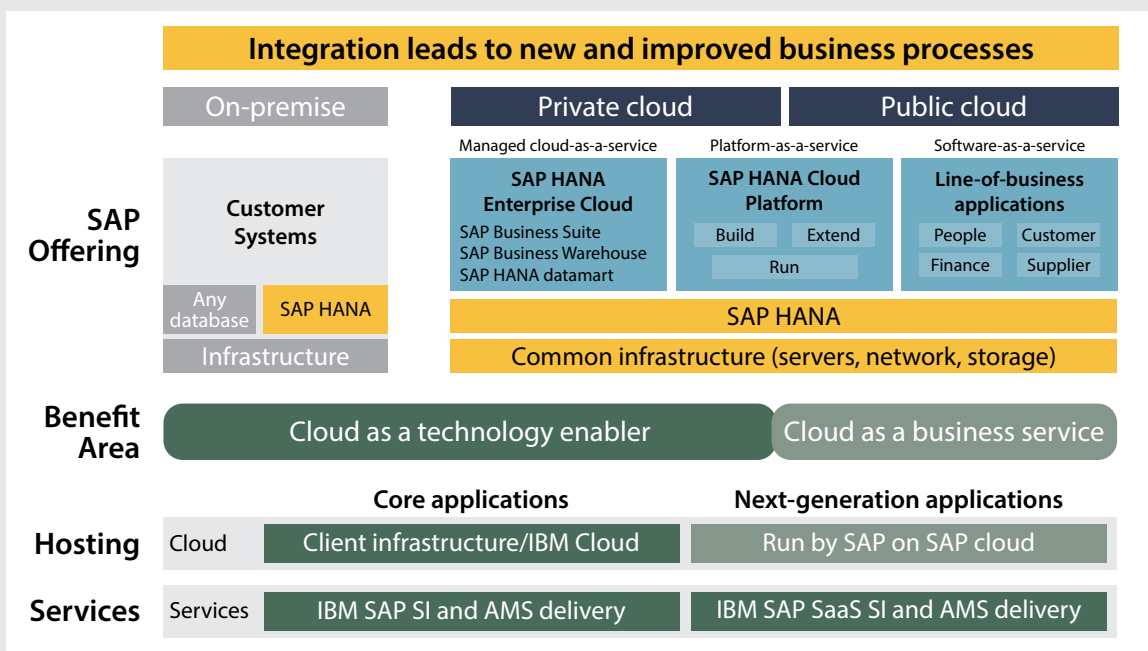 Integration leads to new and improved business processes
On-premise
Private cloud
Public cloud
Managed cloud-as-a-service
Platform-as-a-service
Software-as-a-service
SAP
Offering
Customer
Systems
Any
database
SAP HANA
Infrastructure
SAP HANA
Enterprise Cloud
SAP Business Suite
SAP Business Warehouse
SAP HANA datamart
SAP HANA Cloud
Platform
Build
Extend
Run
Line-of-business
applications
People
Customer
Finance
Supplier
SAP HANA
Common infrastructure (servers, network, storage)
Benefit
Area
Cloud as a technology enabler
Cloud as a business service
Core applications
Next-generation applications
Hosting
Cloud
Client infrastructure/IBM Cloud
Run by SAP on SAP cloud
Services
Services
IBM SAP SI and AMS delivery
IBM SAP SaaS SI and AMS delivery